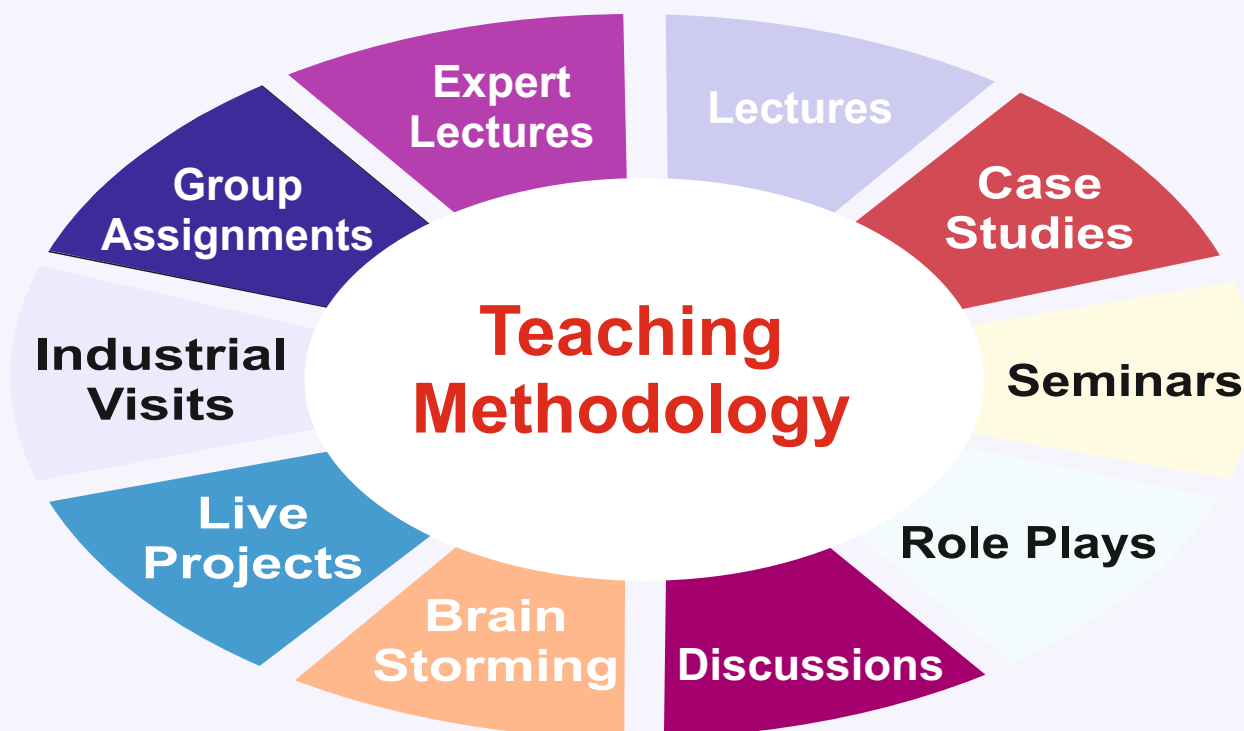 Teaching
Methodology
Lectures
Case
Studies
Seminars
Role Plays
Discussions
Brain
Storming
Live
Projects
Industrial
Visits
Group
Assignments
Expert
Lectures